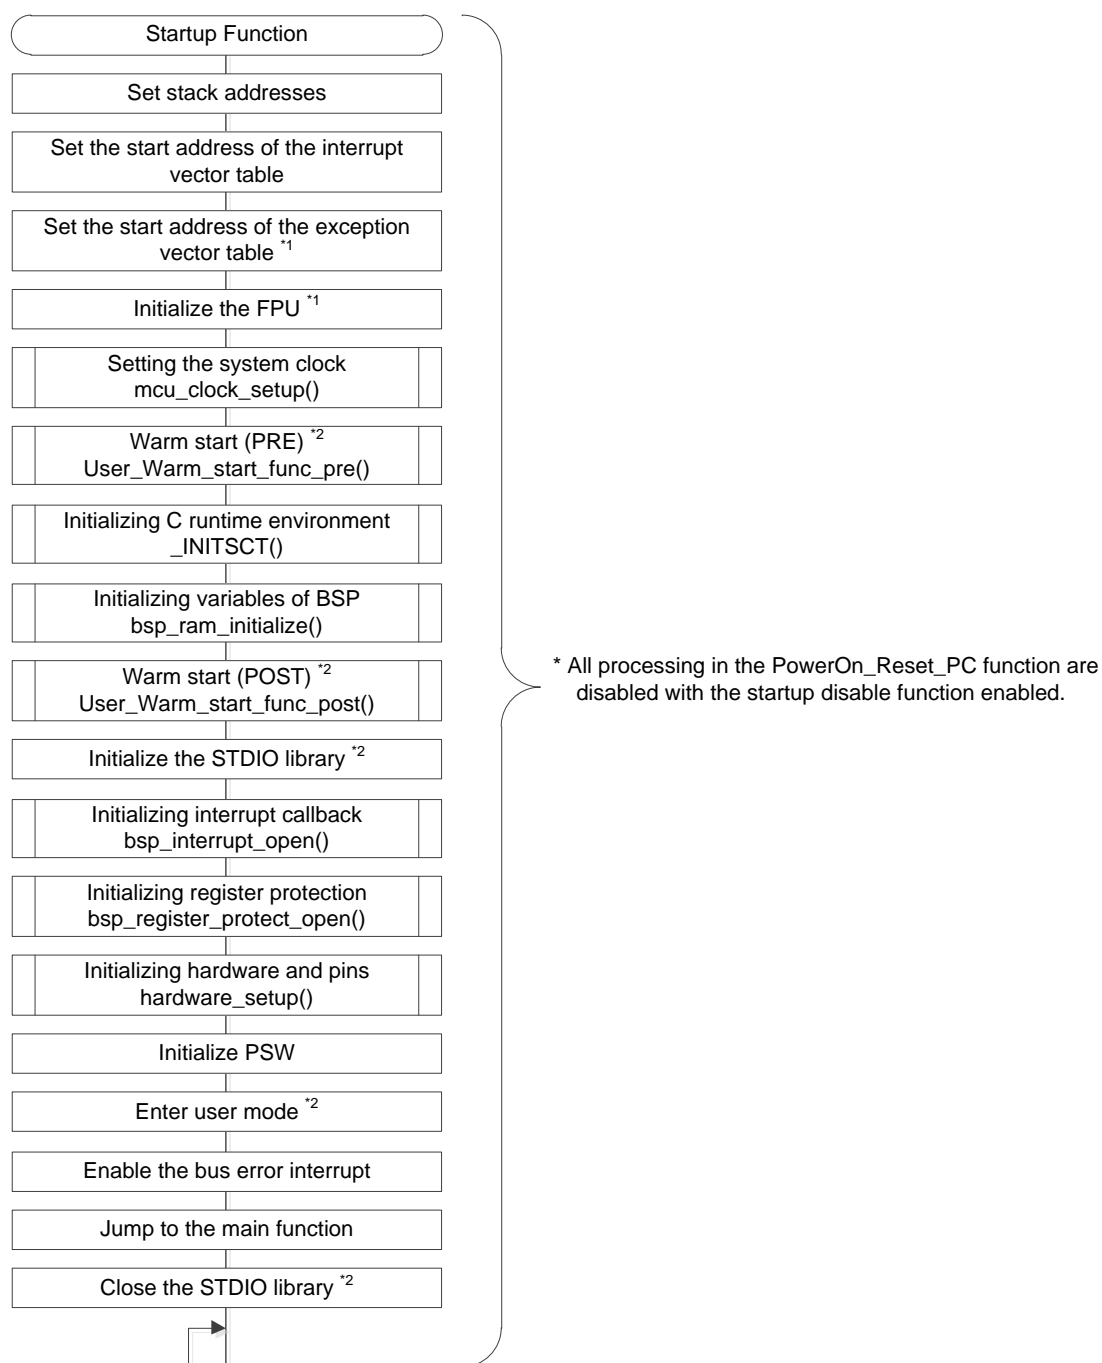 Startup Function
Set stack addresses
Set the start address of the interrupt
vector table
Set the start address of the exception
vector table *1
Initialize the FPU *1
Setting the system clock
mcu_clock_setup()
Warm start (PRE) *2
User_Warm_start_func_pre()
Initializing C runtime environment
_INITSCT()
Initializing variables of BSP
bsp_ram_initialize()
Warm start (POST) *2
User_Warm_start_func_post()
Initialize the STDIO library *2
Initializing interrupt callback
bsp_interrupt_open()
Initializing register protection
bsp_register_protect_open()
Initializing hardware and pins
hardware_setup()
Initialize PSW
Enter user mode *2
Enable the bus error interrupt
Jump to the main function
Close the STDIO library *2
* All processing in the PowerOn_Reset_PC function are
disabled with the startup disable function enabled.